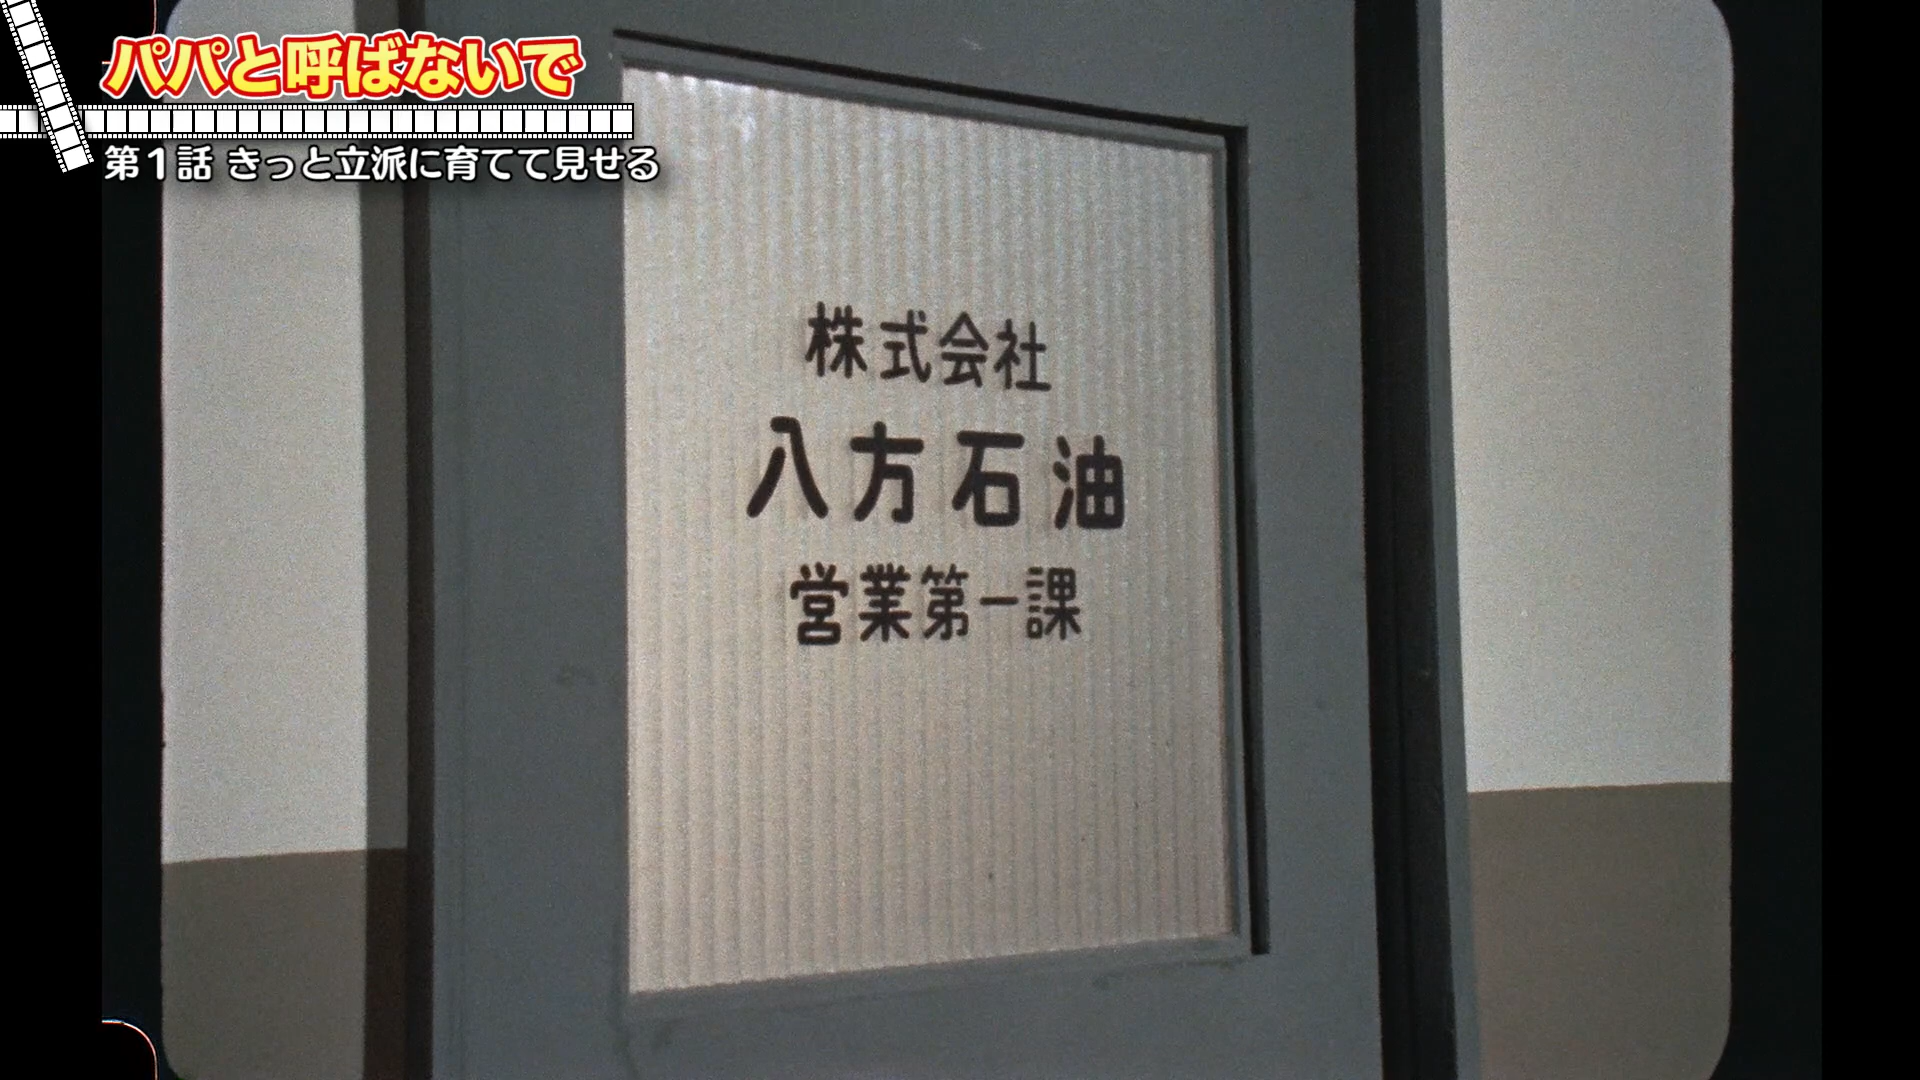 パパと呼ばないで
第1話 きっと立派に育てて見せる
株式会社
八方石油
営業第一課